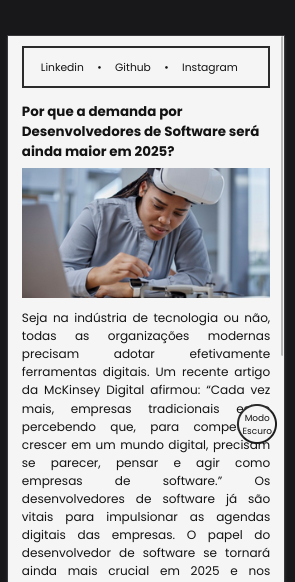 Linkedin • Github • Instagram
Por que a demanda por
Desenvolvedores de Software será
ainda maior em 2025?
Seja na indústria de tecnologia ou não,
todas as organizações modernas
precisam adotar efetivamente
ferramentas digitais. Um recente artigo
da McKinsey Digital afirmou: “Cada vez
mais, empresas tradicionais
percebendo que, para
crescer em um mundo digital, precisam
se parecer, pensar e agir como
empresas de software.” Os
desenvolvedores de software já são
vitais para impulsionar as agendas
digitais das empresas. O papel do
desenvolvedor de software se tornará
ainda mais crucial em 2025 e nos
Modo
Escuro